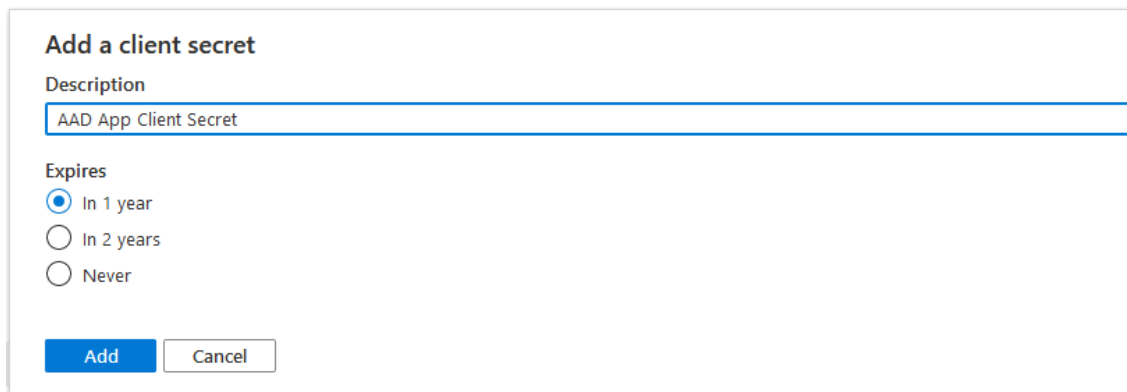 Add a client secret
Description
AAD App Client Secret
Expires
In 1 year
In 2 years
Never
Add Cancel